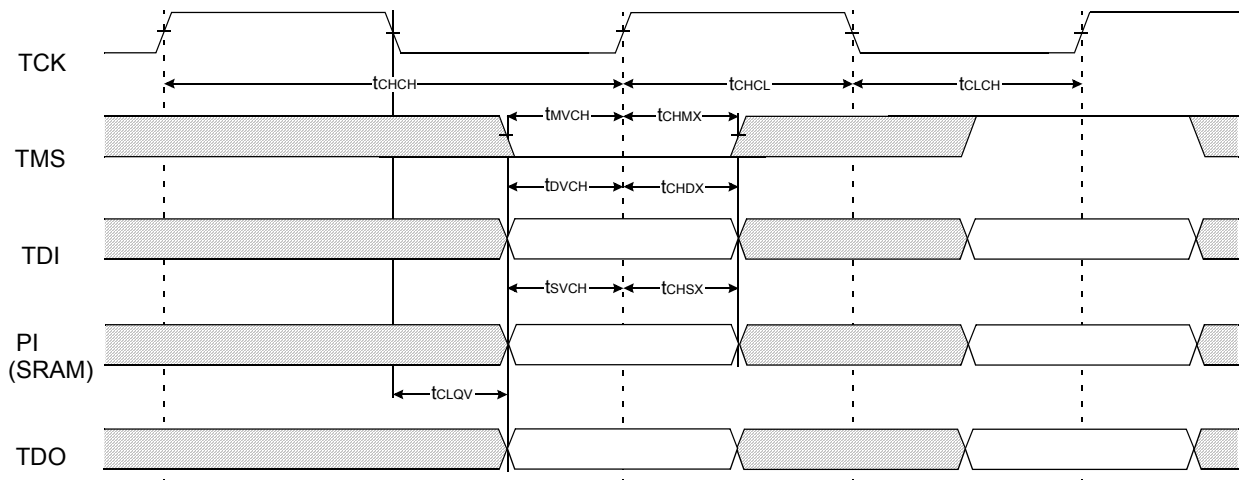 TCK
tCHCH
tCHCL
tCLCH
tMVCH
tCHMX
TMS
tDVCH
tCHDX
TDI
tSVCH
tCHSX
PI
(SRAM)
tCLQV
TDO